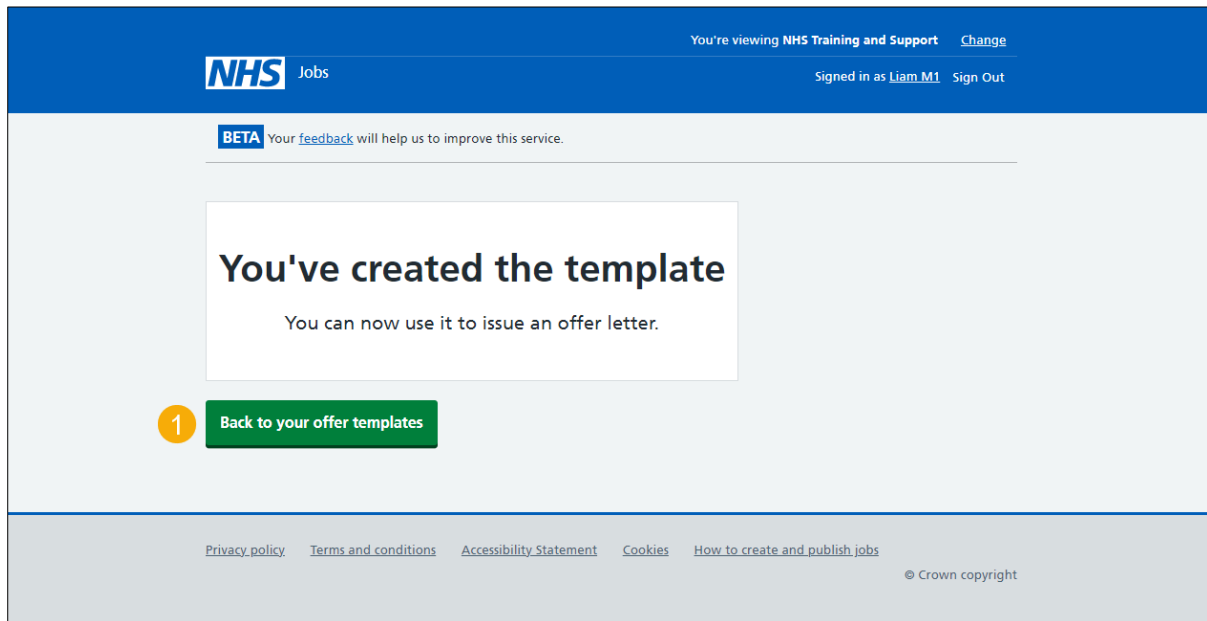 You're viewing NHS Training and Support Change
NHS Jobs
Signed in as Liam M1 Sign Out
BETA Your feedback will help us to improve this service.
You've created the template
You can now use it to issue an offer letter.
1 Back to your offer templates
Privacy policy Terms and conditions Accessibility Statement Cookies How to create and publish jobs
© Crown copyright